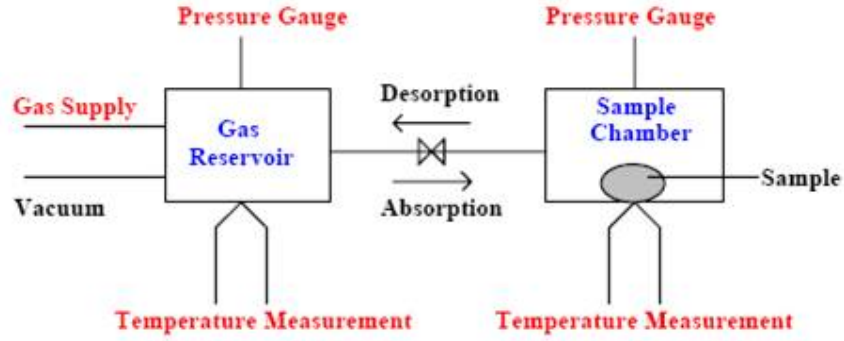 Pressure Gauge
Pressure Gauge
Gas Supply
Desorption
Gas
Reservoir
Sample
Chamber
Sample
Vacuum
Absorption
Temperature Measurement
Temperature Measurement